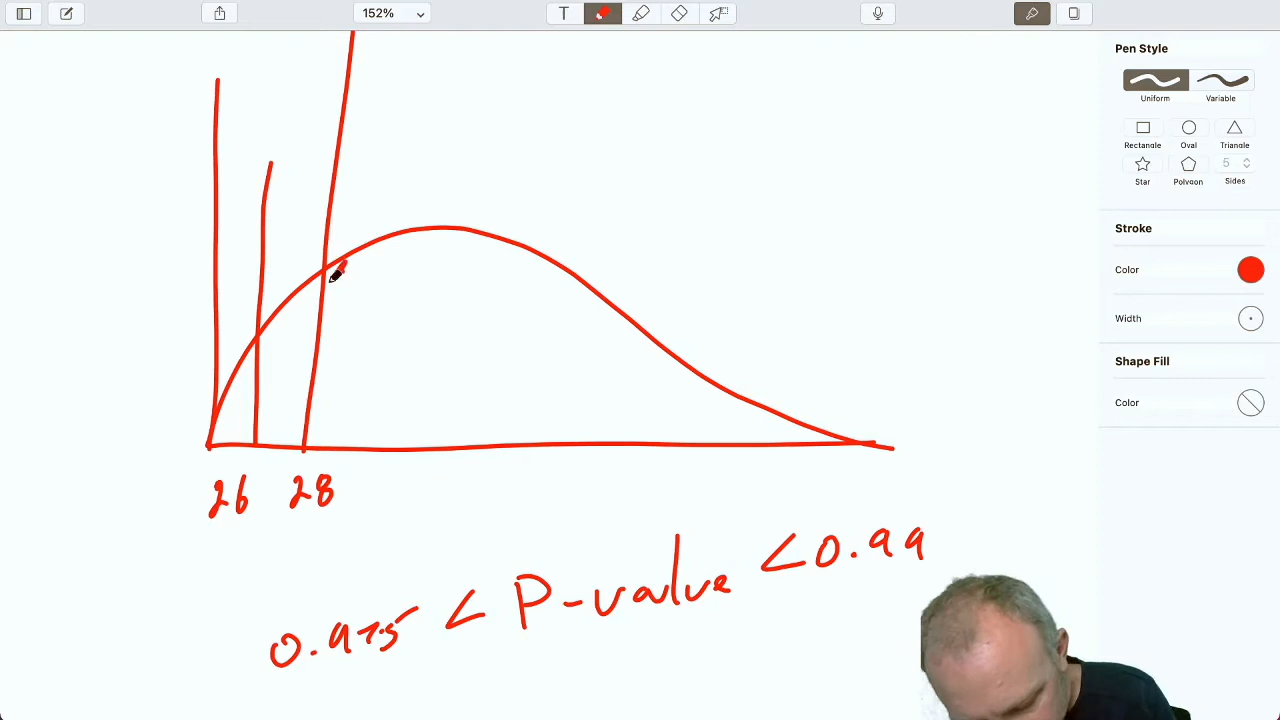 152%
T
Pen Style
Uniform Variable
Rectangle Oval Triangle
5
Star Polygon Sides
Stroke
Color
Width
Shape Fill
Color
26 28
0.975 < P-value < 0.99